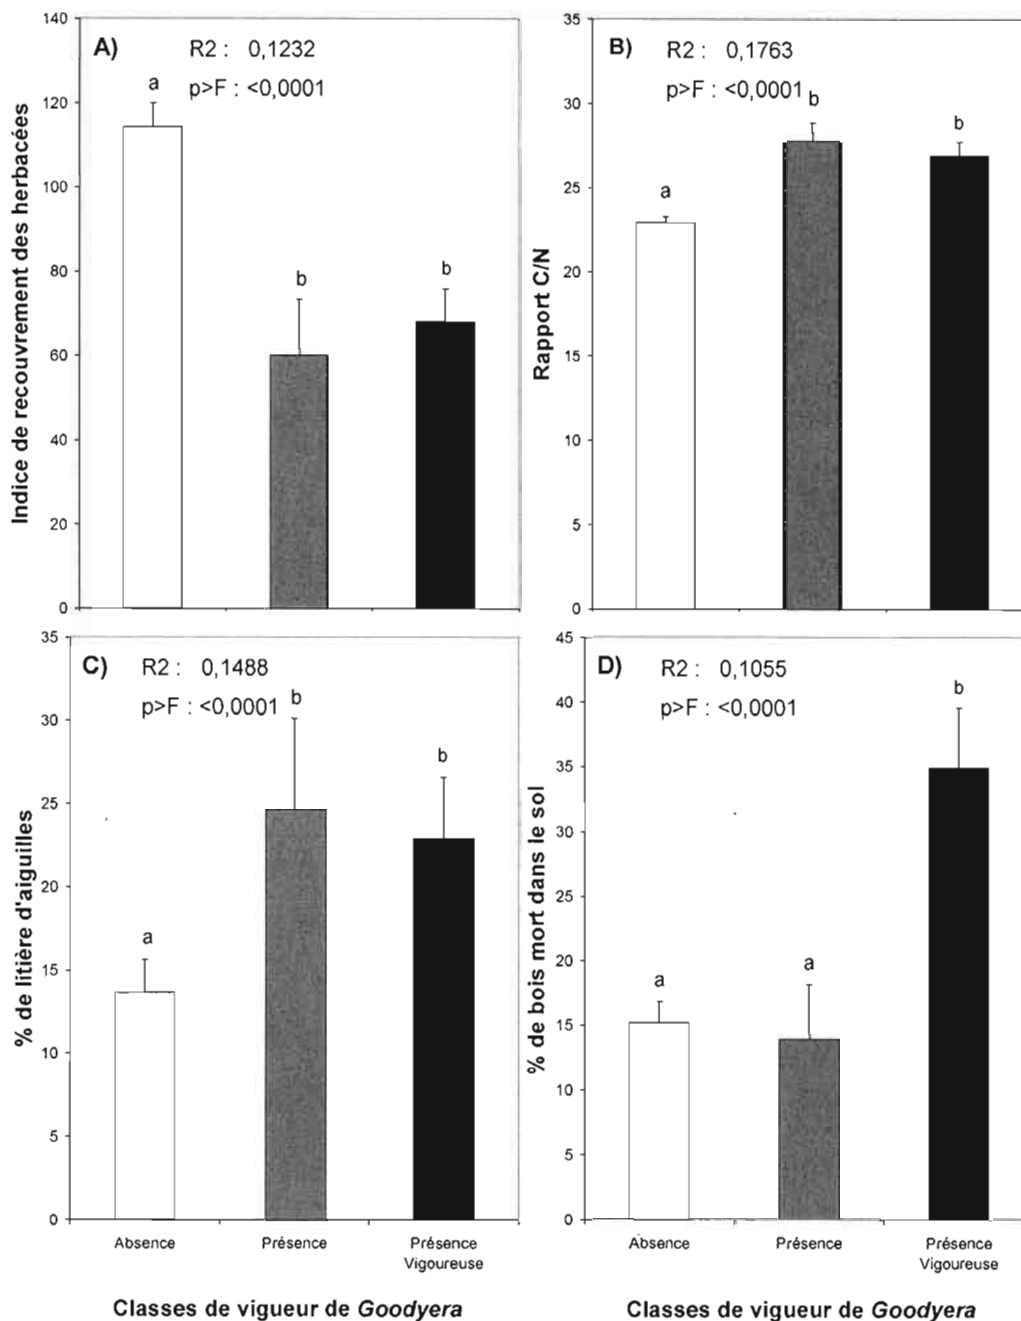 A)
R2 : 0,1232
p>F : <0,0001
a
b
b
140
120
100
80
60
40
20
0
Indice de recouvrement des herbacées
B)
R2 : 0,1763
p>F : <0,0001
a
b
b
35
30
25
20
15
10
5
0
Rapport C/N
C)
R2 : 0,1488
p>F : <0,0001
a
b
b
35
30
25
20
15
10
5
0
% de litière d'aiguilles
Absence
Présence
Présence
Vigoureuse
Classes de vigueur de Goodyera
D)
R2 : 0,1055
p>F : <0,0001
a
a
b
45
40
35
30
25
20
15
10
5
0
% de bois mort dans le sol
Absence
Présence
Présence
Vigoureuse
Classes de vigueur de Goodyera